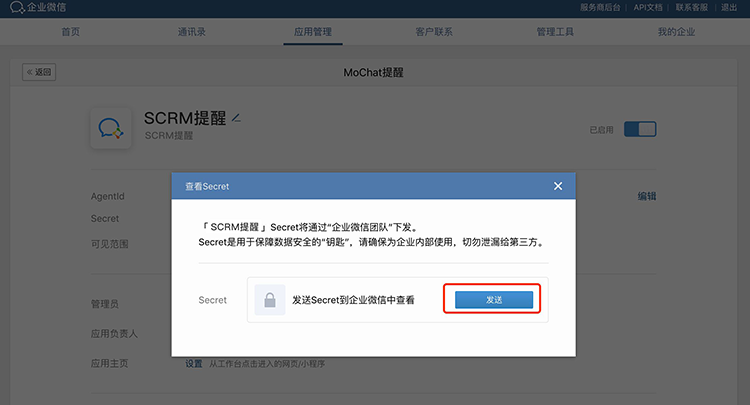 企业微信
服务商后台 | API文档 | 联系客服 | 退出
首页 通讯录 应用管理 客户联系 管理工具 我的企业
« 返回 MoChat提醒
SCRM提醒
SCRM提醒
已启用
AgentId 编辑
Secret
可见范围
查看Secret
「 SCRM提醒 」Secret将通过“企业微信团队”下发。
Secret是用于保障数据安全的“钥匙”，请确保为企业内部使用，切勿泄漏给第三方。
Secret 发送Secret到企业微信中查看 发送
管理员
应用负责人
应用主页 设置 从工作台点击进入的网页/小程序